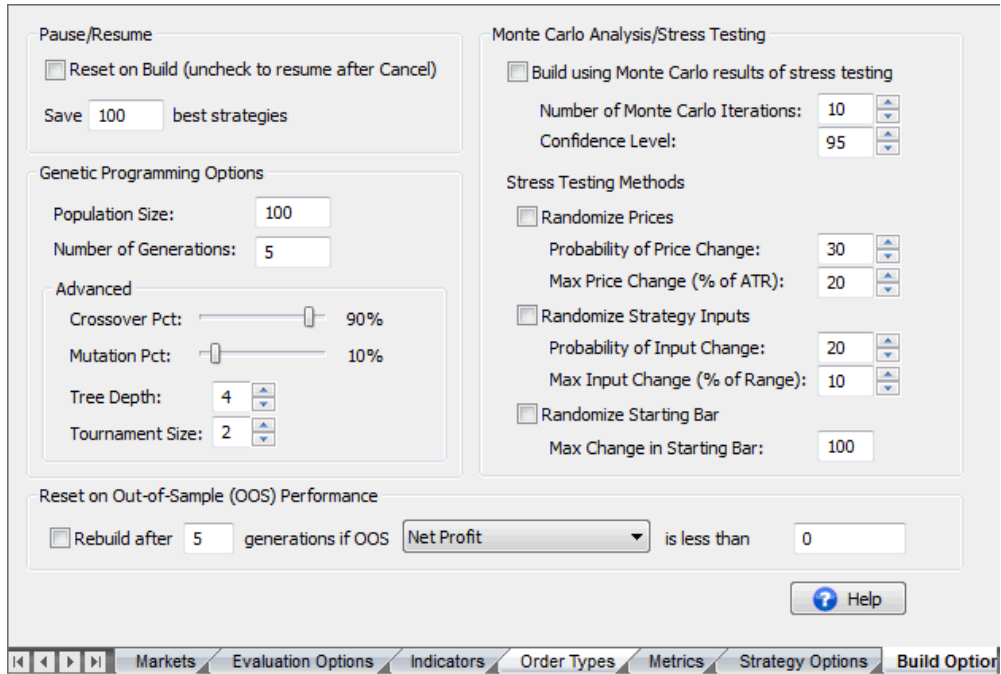 Pause/Resume
Reset on Build (uncheck to resume after Cancel)
Save 100 best strategies
Genetic Programming Options
Population Size: 100
Number of Generations: 5
Advanced
Crossover Pct: 90%
Mutation Pct: 10%
Tree Depth: 4
Tournament Size: 2
Monte Carlo Analysis/Stress Testing
Build using Monte Carlo results of stress testing
Number of Monte Carlo Iterations: 10
Confidence Level: 95
Stress Testing Methods
Randomize Prices
Probability of Price Change: 30
Max Price Change (% of ATR): 20
Randomize Strategy Inputs
Probability of Input Change: 20
Max Input Change (% of Range): 10
Randomize Starting Bar
Max Change in Starting Bar: 100
Reset on Out-of-Sample (OOS) Performance
Rebuild after 5 generations if OOS Net Profit is less than 0
Help
Markets Evaluation Options Indicators Order Types Metrics Strategy Options Build Option